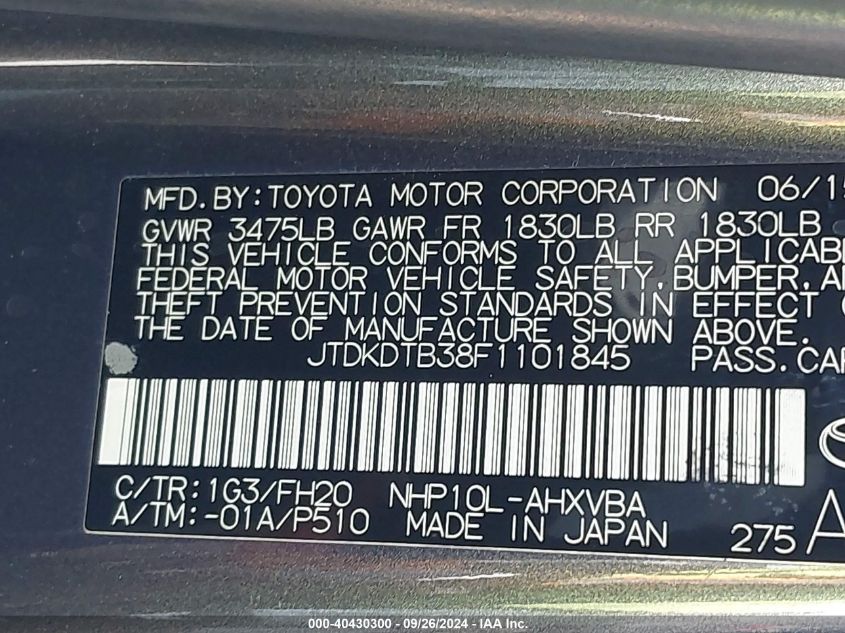 MFD.BY:TOYOTA MOTOR CORPORATION 06/15
GVWR 3475LB GAWR FR 1830LB RR 1830LB
THIS VEHICLE CONFORMS TO ALL APPLICAB
FEDERAL MOTOR VEHICLE SAFETY,BUMPER,A
THEFT PREVENTION STANDARDS IN EFFECT
THE DATE OF MANUFACTURE SHOWN ABOVE.
JTDKDTB38F1101845 PASS.CAR
C/TR:1G3/FH20 NHP10L-AHXVBA
A/TM:-01A/P510 MADE IN JAPAN 275 A
000-40430300 - 09/26/2024 - IAA Inc.